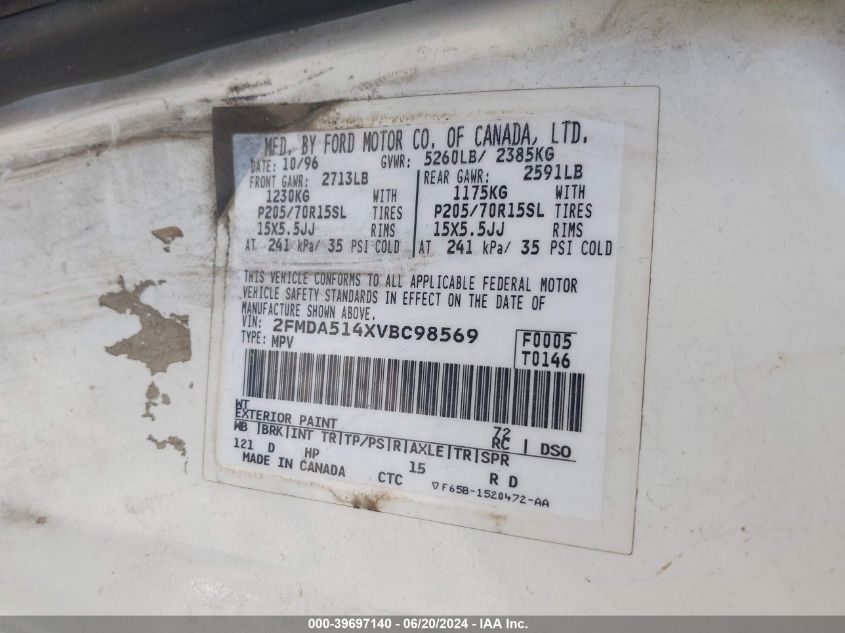 MFD. BY FORD MOTOR CO. OF CANADA, LTD.
DATE: 10/96 GVWR: 5260LB/ 2385KG
FRONT GAWR: 2713LB REAR GAWR: 2591LB
1230KG WITH 1175KG WITH
P205/70R15SL TIRES P205/70R15SL TIRES
15X5.5JJ RIMS 15X5.5JJ RIMS
AT 241 kPa/ 35 PSI COLD AT 241 kPa/ 35 PSI COLD
THIS VEHICLE CONFORMS TO ALL APPLICABLE FEDERAL MOTOR
VEHICLE SAFETY STANDARDS IN EFFECT ON THE DATE OF
MANUFACTURE SHOWN ABOVE.
VIN: 2FMDA514XVBC98569 F0005
TYPE: MPV T0146
WT 72
EXTERIOR PAINT RC DSO
WB BRK INT TR TP/PS R AXLE TR SPR
121 D HP 15 R D
MADE IN CANADA CTC ▽F65B-1520472-AA
000-39697140 - 06/20/2024 - IAA Inc.